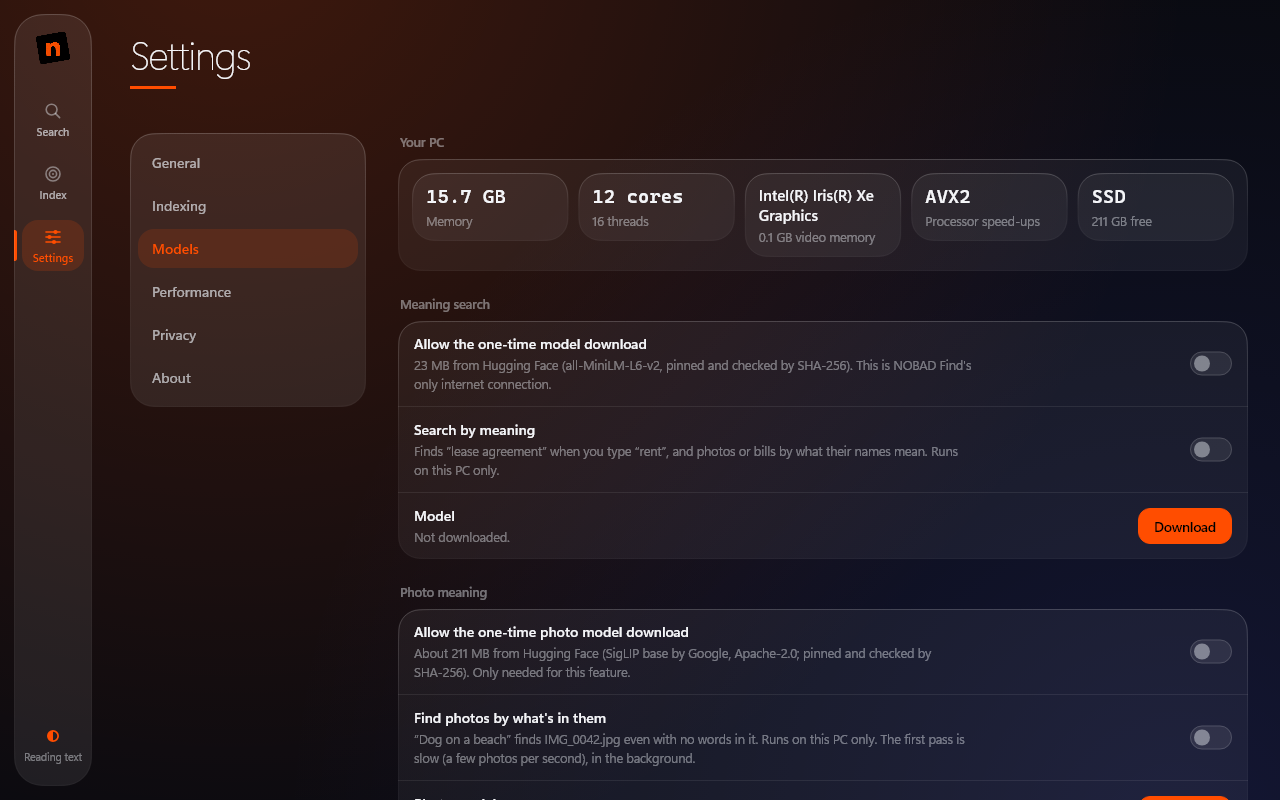 n
Settings
Search
Index
Settings
Reading text
General
Indexing
Models
Performance
Privacy
About
Your PC
15.7 GB
Memory
12 cores
16 threads
Intel(R) Iris(R) Xe
Graphics
0.1 GB video memory
AVX2
Processor speed-ups
SSD
211 GB free
Meaning search
Allow the one-time model download
23 MB from Hugging Face (all-MiniLM-L6-v2, pinned and checked by SHA-256). This is NOBAD Find's
only internet connection.
Search by meaning
Finds “lease agreement” when you type “rent”, and photos or bills by what their names mean. Runs
on this PC only.
Model
Not downloaded.
Download
Photo meaning
Allow the one-time photo model download
About 211 MB from Hugging Face (SigLIP base by Google, Apache-2.0; pinned and checked by
SHA-256). Only needed for this feature.
Find photos by what's in them
“Dog on a beach” finds IMG_0042.jpg even with no words in it. Runs on this PC only. The first pass is
slow (a few photos per second), in the background.